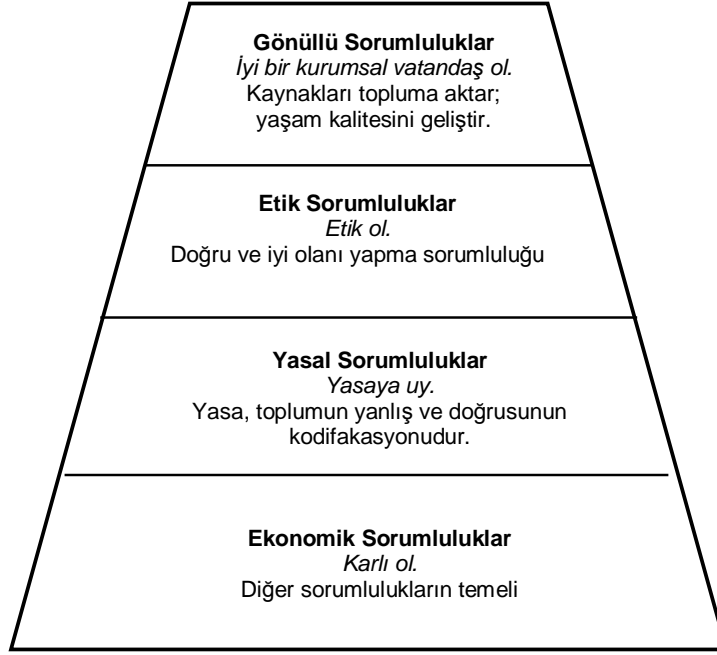 Gönüllü Sorumluluklar
İyi bir kurumsal vatandaş ol.
Kaynakları topluma aktar;
yaşam kalitesini geliştir.
Etik Sorumluluklar
Etik ol.
Doğru ve iyi olanı yapma sorumluluğu
Yasal Sorumluluklar
Yasaya uy.
Yasa, toplumun yanlış ve doğrusunun
kodifakasyonudur.
Ekonomik Sorumluluklar
Karlı ol.
Diğer sorumlulukların temeli